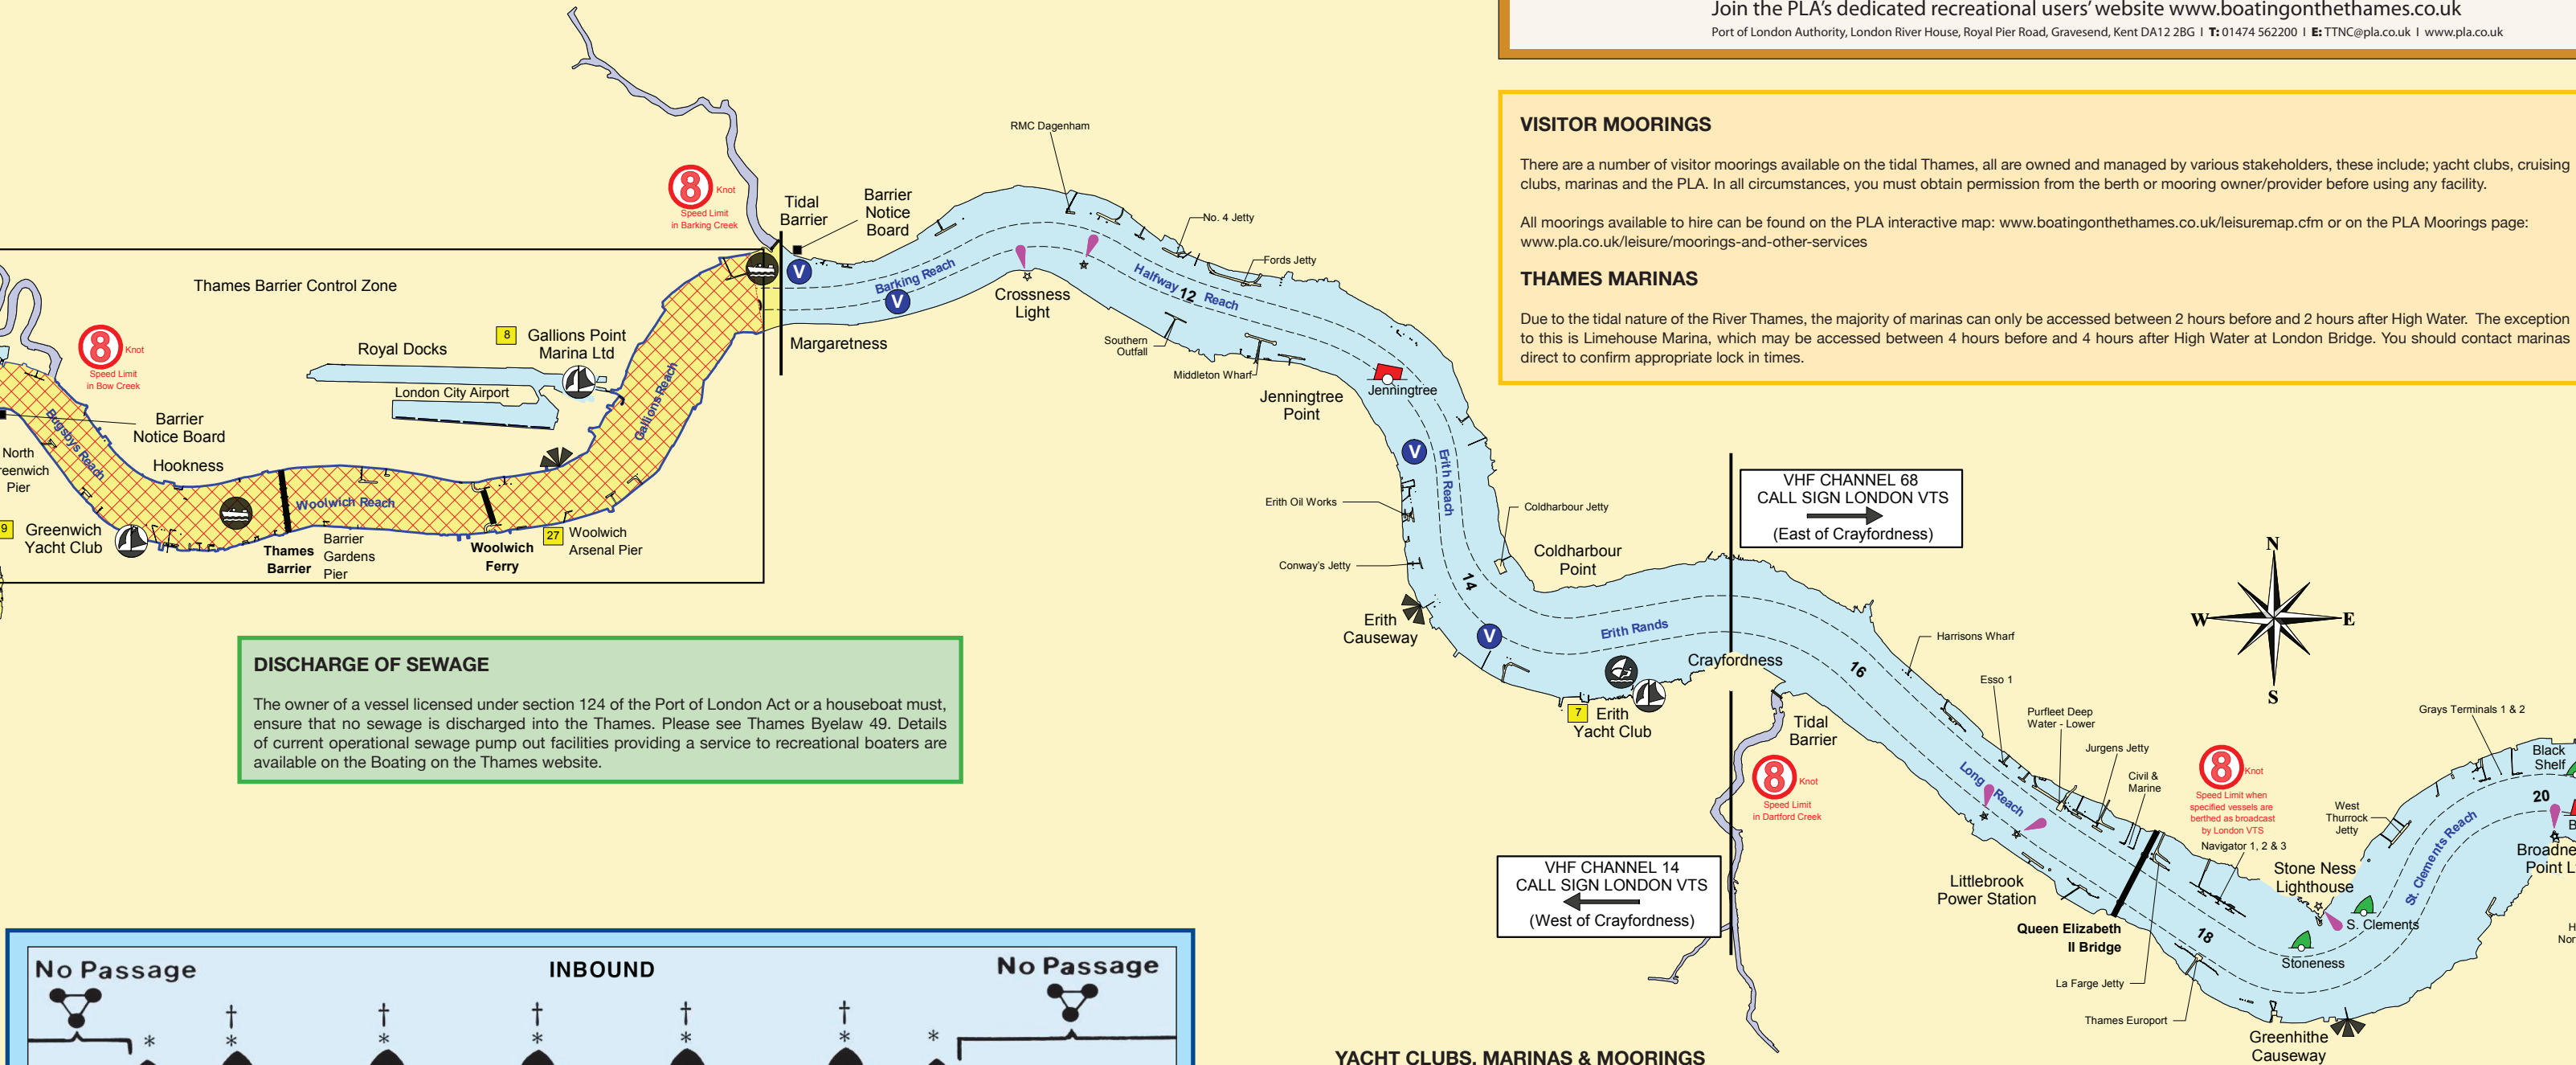 Join the PLA's dedicated recreational users' website www.boatingonthethames.co.uk
Port of London Authority, London River House, Royal Pier Road, Gravesend, Kent DA12 2BG I T: 01474 562200 I E: TTNC@pla.co.uk I www.pla.co.uk
VISITOR MOORINGS
There are a number of visitor moorings available on the tidal Thames, all are owned and managed by various stakeholders, these include; yacht clubs, cruising
clubs, marinas and the PLA. In all circumstances, you must obtain permission from the berth or mooring owner/provider before using any facility.
All moorings available to hire can be found on the PLA interactive map: www.boatingonthethames.co.uk/leisuremap.cfm or on the PLA Moorings page:
www.pla.co.uk/leisure/moorings-and-other-services
THAMES MARINAS
Due to the tidal nature of the River Thames, the majority of marinas can only be accessed between 2 hours before and 2 hours after High Water. The exception
to this is Limehouse Marina, which may be accessed between 4 hours before and 4 hours after High Water at London Bridge. You should contact marinas
direct to confirm appropriate lock in times.
RMC Dagenham
8 Knot
Speed Limit
in Barking Creek
Tidal
Barrier
Barrier
Notice
Board
No. 4 Jetty
Fords Jetty
V
Barking Reach
V
Halfway 12 Reach
Crossness
Light
Margaretness
Southern
Outfall
Middleton Wharf
Jenningtree
Point
Jenningtree
Thames Barrier Control Zone
8 Knot
Speed Limit
in Bow Creek
8
Gallions Point
Marina Ltd
Royal Docks
London City Airport
Gallions Reach
Bugsbys Reach
Barrier
Notice Board
Hookness
North
Pier
Woolwich Reach
9
Greenwich
Yacht Club
Thames
Barrier
Barrier
Gardens
Pier
Woolwich
Ferry
27
Woolwich
Arsenal Pier
V
Erith Reach
Erith Oil Works
Coldharbour Jetty
Conway's Jetty
Coldharbour
Point
14
Erith
Causeway
V
Erith Rands
7
Erith
Yacht Club
VHF CHANNEL 68
CALL SIGN LONDON VTS
(East of Crayfordness)
Crayfordness
N
W
E
S
16
Harrisons Wharf
Esso 1
Purfleet Deep
Water - Lower
Jurgens Jetty
Civil &
Marine
Tidal
Barrier
8 Knot
Speed Limit
in Dartford Creek
Long Reach
8 Knot
Speed Limit when
specified vessels are
berthed as broadcast
by London VTS
Navigator 1, 2 & 3
Grays Terminals 1 & 2
Black
Shelf
20
West
Thurrock
Jetty
St. Clements Reach
Stone Ness
Lighthouse
S. Clements
Stoneness
18
Littlebrook
Power Station
Queen Elizabeth
II Bridge
La Farge Jetty
Thames Europort
Greenhithe
Causeway
VHF CHANNEL 14
CALL SIGN LONDON VTS
(West of Crayfordness)
DISCHARGE OF SEWAGE
The owner of a vessel licensed under section 124 of the Port of London Act or a houseboat must,
ensure that no sewage is discharged into the Thames. Please see Thames Byelaw 49. Details
of current operational sewage pump out facilities providing a service to recreational boaters are
available on the Boating on the Thames website.
No Passage
INBOUND
No Passage
† † † † †
* * * * * * *
YACHT CLUBS, MARINAS & MOORINGS